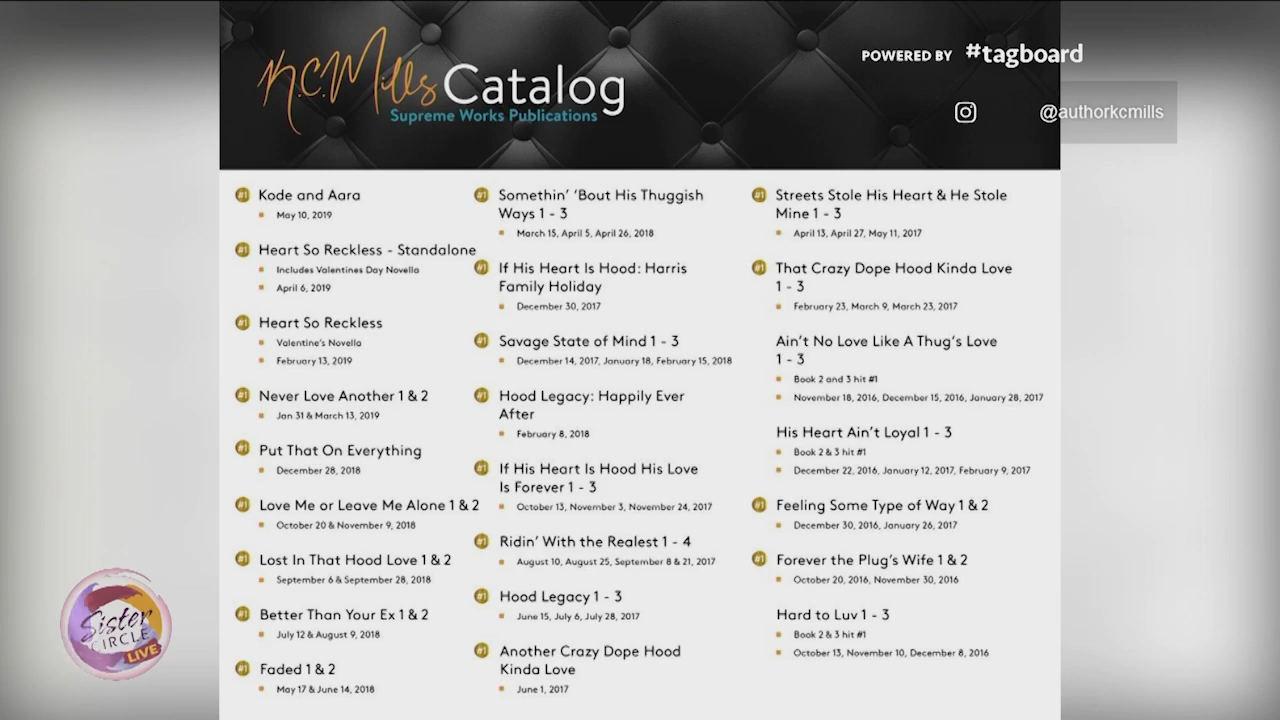 K.C. Mills Catalog
Supreme Works Publications
POWERED BY #tagboard
@authorkcmills
#1 Kode and Aara
May 10, 2019
#1 Heart So Reckless - Standalone
Includes Valentines Day Novella
April 6, 2019
#1 Heart So Reckless
Valentine's Novella
February 13, 2019
#1 Never Love Another 1 & 2
Jan 31 & March 13, 2019
#1 Put That On Everything
December 28, 2018
#1 Love Me or Leave Me Alone 1 & 2
October 20 & November 9, 2018
#1 Lost In That Hood Love 1 & 2
September 6 & September 28, 2018
#1 Better Than Your Ex 1 & 2
July 12 & August 9, 2018
#1 Faded 1 & 2
May 17 & June 14, 2018
#1 Somethin' 'Bout His Thuggish
Ways 1 - 3
March 15, April 5, April 26, 2018
#1 If His Heart Is Hood: Harris
Family Holiday
December 30, 2017
#1 Savage State of Mind 1 - 3
December 14, 2017, January 18, February 15, 2018
#1 Hood Legacy: Happily Ever
After
February 8, 2018
#1 If His Heart Is Hood His Love
Is Forever 1 - 3
October 13, November 3, November 24, 2017
#1 Ridin' With the Realest 1 - 4
August 10, August 25, September 8 & 21, 2017
#1 Hood Legacy 1 - 3
June 15, July 6, July 28, 2017
#1 Another Crazy Dope Hood
Kinda Love
June 1, 2017
#1 Streets Stole His Heart & He Stole
Mine 1 - 3
April 13, April 27, May 11, 2017
#1 That Crazy Dope Hood Kinda Love
1 - 3
February 23, March 9, March 23, 2017
Ain't No Love Like A Thug's Love
1 - 3
Book 2 and 3 hit #1
November 18, 2016, December 15, 2016, January 28, 2017
His Heart Ain't Loyal 1 - 3
Book 2 & 3 hit #1
December 22, 2016, January 12, 2017, February 9, 2017
#1 Feeling Some Type of Way 1 & 2
December 30, 2016, January 26, 2017
#1 Forever the Plug's Wife 1 & 2
October 20, 2016, November 30, 2016
Hard to Luv 1 - 3
Book 2 & 3 hit #1
October 13, November 10, December 8, 2016
Sister
CIRCLE
LIVE